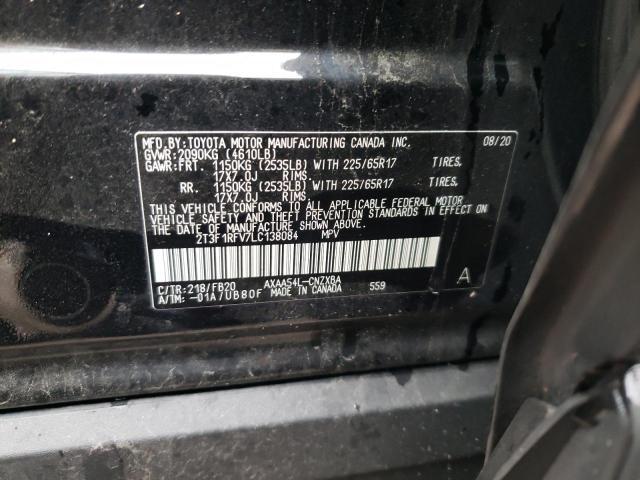 MFD. BY: TOYOTA MOTOR MANUFACTURING CANADA INC. 08/20
GVWR: 2090KG (4610LB)
GAWR: FRT. 1150KG (2535LB) WITH 225/65R17 TIRES,
17X7.0J RIMS
RR. 1150KG (2535LB) WITH 225/65R17 TIRES,
17X7.0J RIMS
THIS VEHICLE CONFORMS TO ALL APPLICABLE FEDERAL MOTOR
VEHICLE SAFETY AND THEFT PREVENTION STANDARDS IN EFFECT ON
THE DATE OF MANUFACTURE SHOWN ABOVE.
2T3F1RFV7LC138084 MPV
C/TR: 218/FB20 AXAA54L-CNZXBA 559 A
A/TM: -01A/UB80F MADE IN CANADA